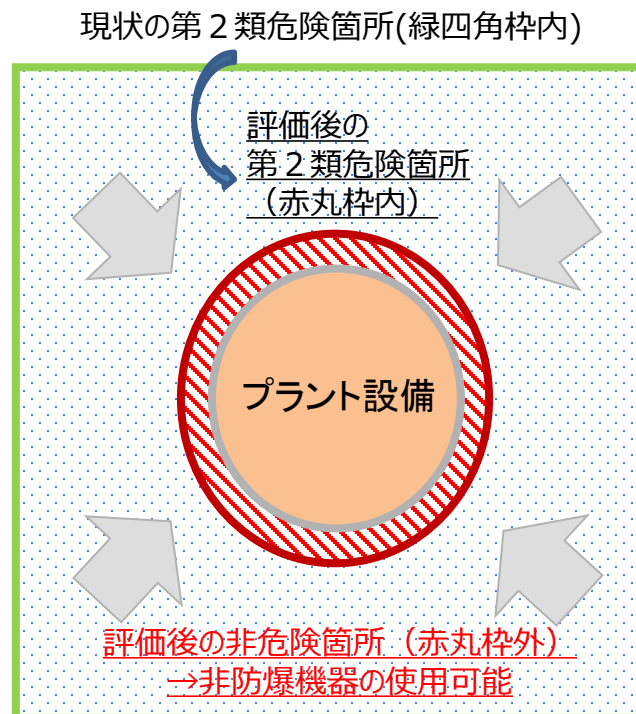 現状の第２類危険箇所(緑四角枠内)
評価後の
第２類危険箇所
（赤丸枠内）
プラント設備
評価後の非危険箇所（赤丸枠外）
→非防爆機器の使用可能